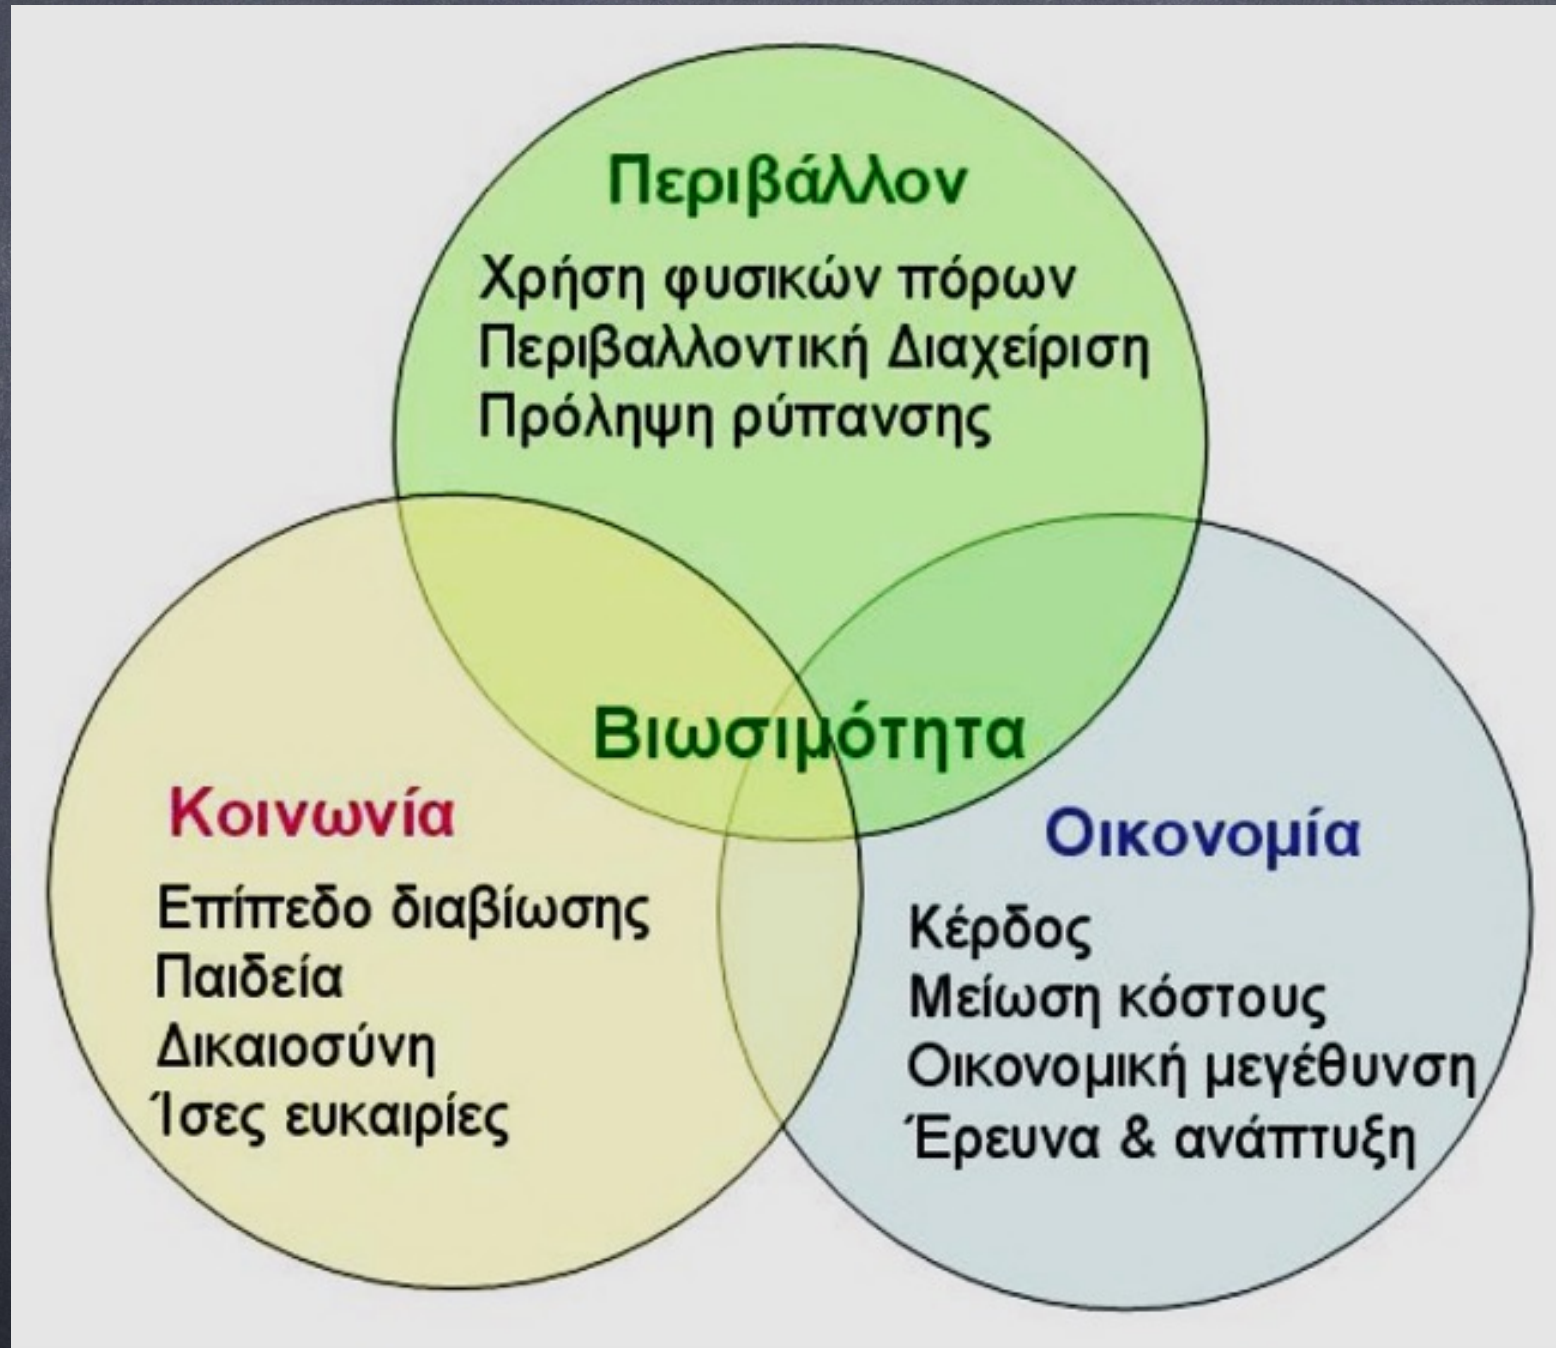 Περιβάλλον
Χρήση φυσικών πόρων
Περιβαλλοντική Διαχείριση
Πρόληψη ρύπανσης
Βιωσιμότητα
Κοινωνία
Επίπεδο διαβίωσης
Παιδεία
Δικαιοσύνη
Ίσες ευκαιρίες
Οικονομία
Κέρδος
Μείωση κόστους
Οικονομική μεγέθυνση
Έρευνα & ανάπτυξη